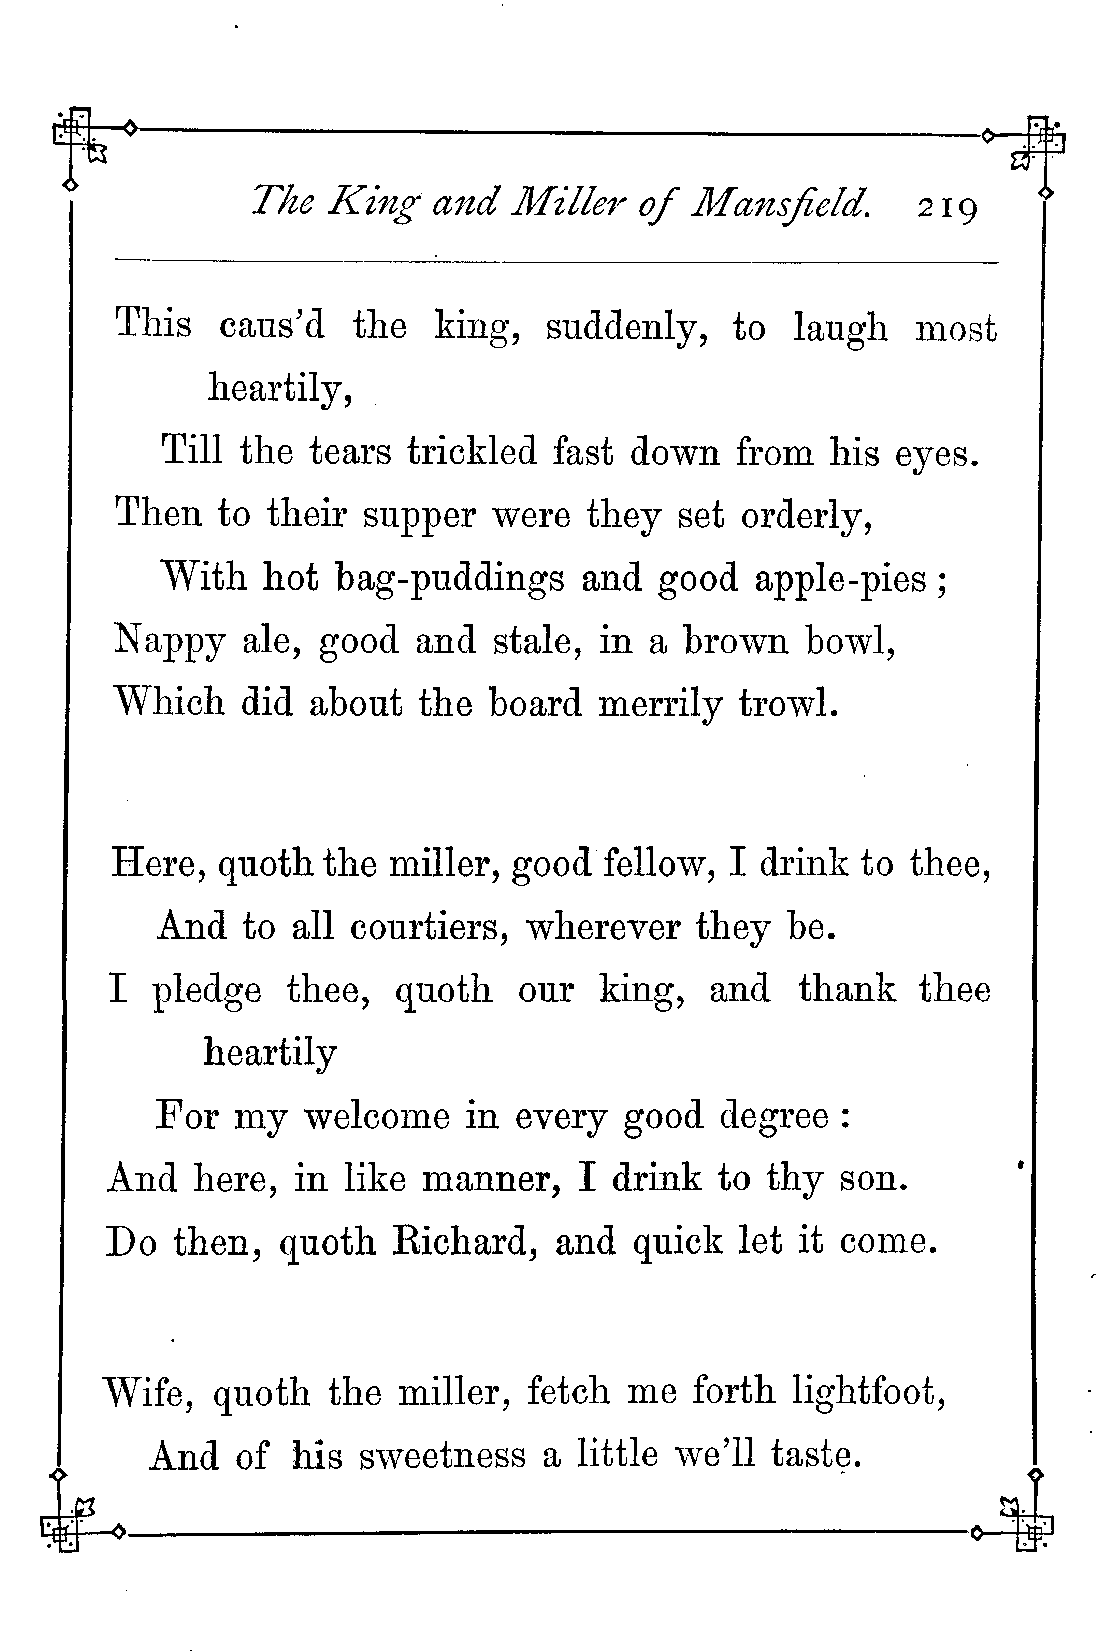 The King and Miller of Mansfield. 219
This caus'd the king, suddenly, to laugh most
heartily,
Till the tears trickled fast down from his eyes.
Then to their supper were they set orderly,
With hot bag-puddings and good apple-pies ;
Nappy ale, good and stale, in a brown bowl,
Which did about the board merrily trowl.
Here, quoth the miller, good fellow, I drink to thee,
And to all courtiers, wherever they be.
I pledge thee, quoth our king, and thank thee
heartily
For my welcome in every good degree :
And here, in like manner, I drink to thy son.
Do then, quoth Richard, and quick let it come.
Wife, quoth the miller, fetch me forth lightfoot,
And of his sweetness a little we'll taste.